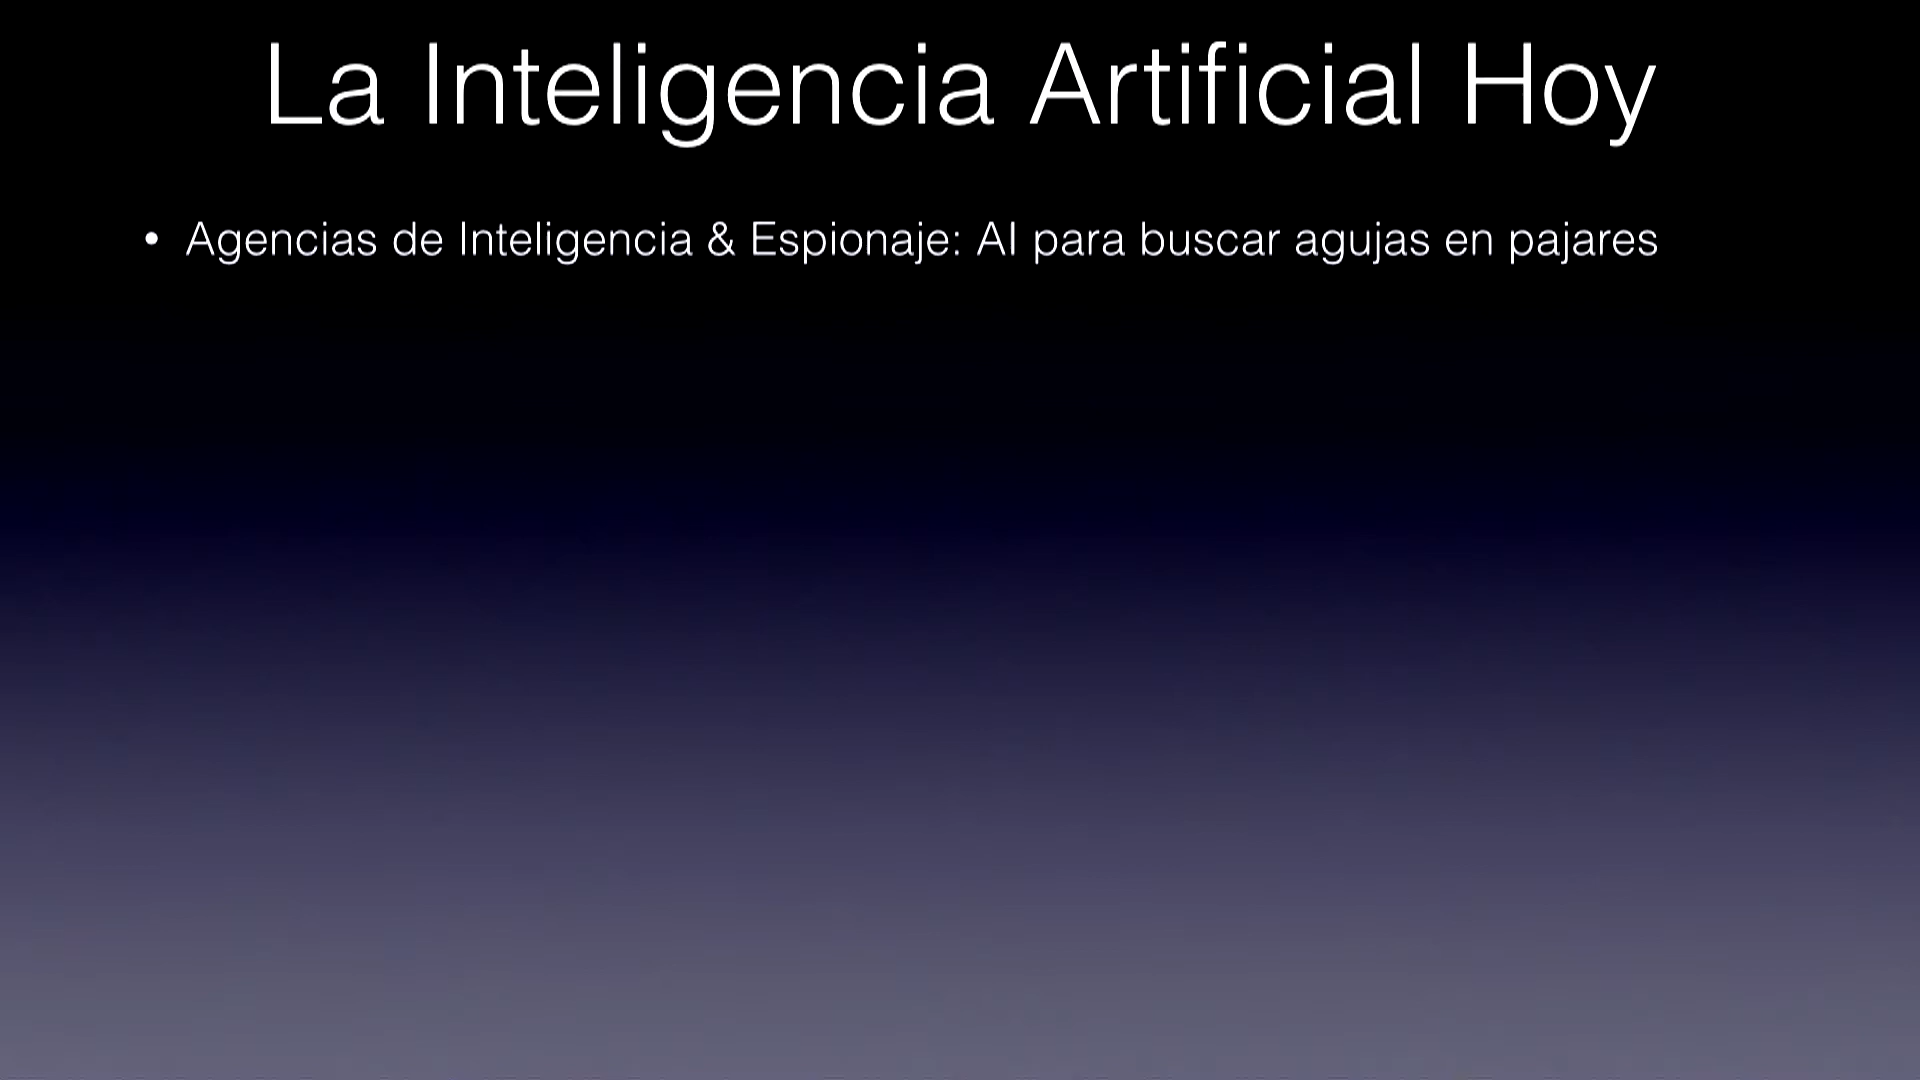 La Inteligencia Artificial Hoy
• Agencias de Inteligencia & Espionaje: AI para buscar agujas en pajares